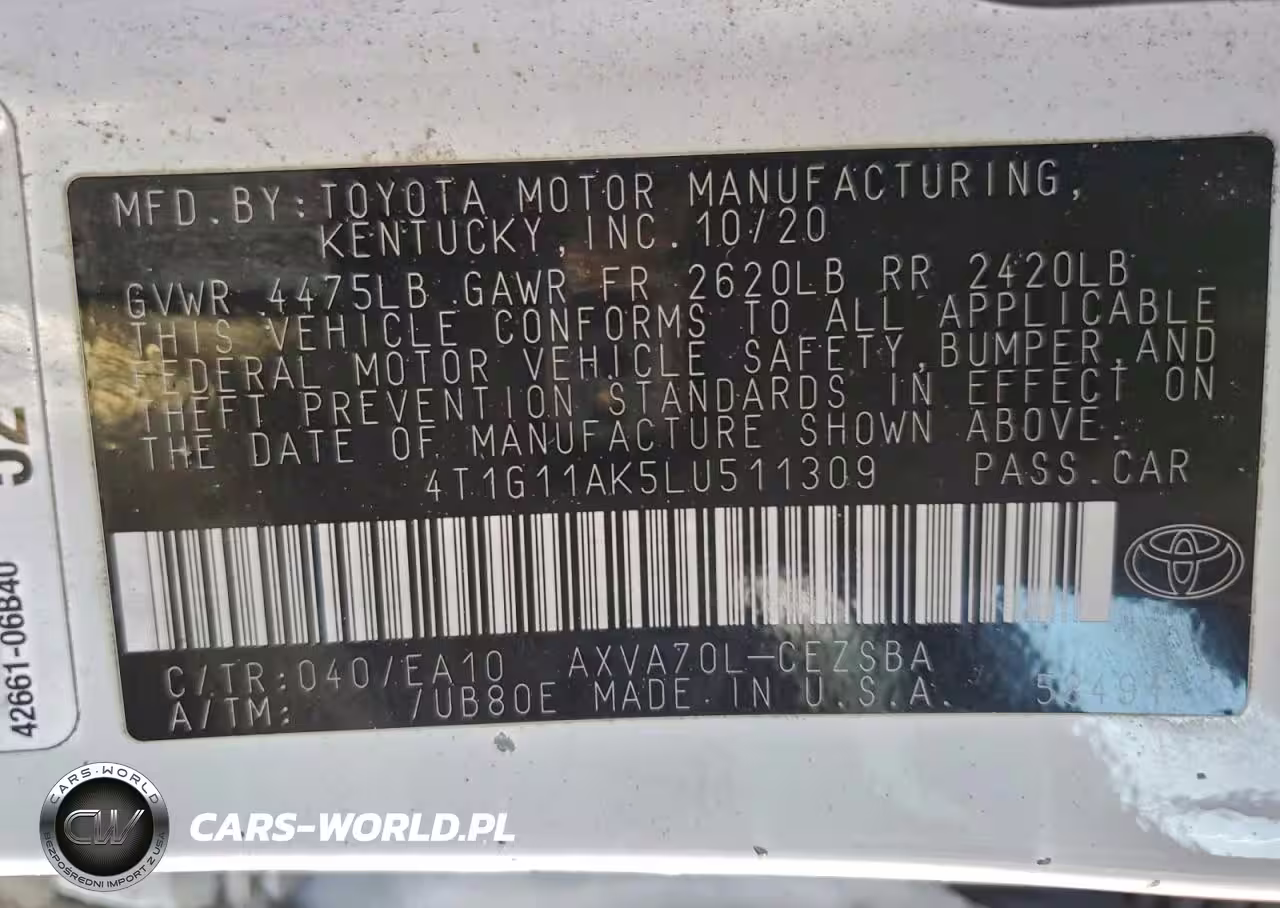 MFD.BY:TOYOTA MOTOR MANUFACTURING,
KENTUCKY,INC. 10/20
GVWR 4475LB GAWR FR 2620LB RR 2420LB
THIS VEHICLE CONFORMS TO ALL APPLICABLE
FEDERAL MOTOR VEHICLE SAFETY,BUMPER,AND
THEFT PREVENTION STANDARDS IN EFFECT ON
THE DATE OF MANUFACTURE SHOWN ABOVE.
4T1G11AK5LU511309 PASS.CAR
C/TR:040/EA10 AXVA70L-CEZSBA
A/TM: /UB80E MADE IN U.S.A.
42661-06B40
CARS-WORLD
CW
BEZPOŚREDNI IMPORT Z USA
CARS-WORLD.PL